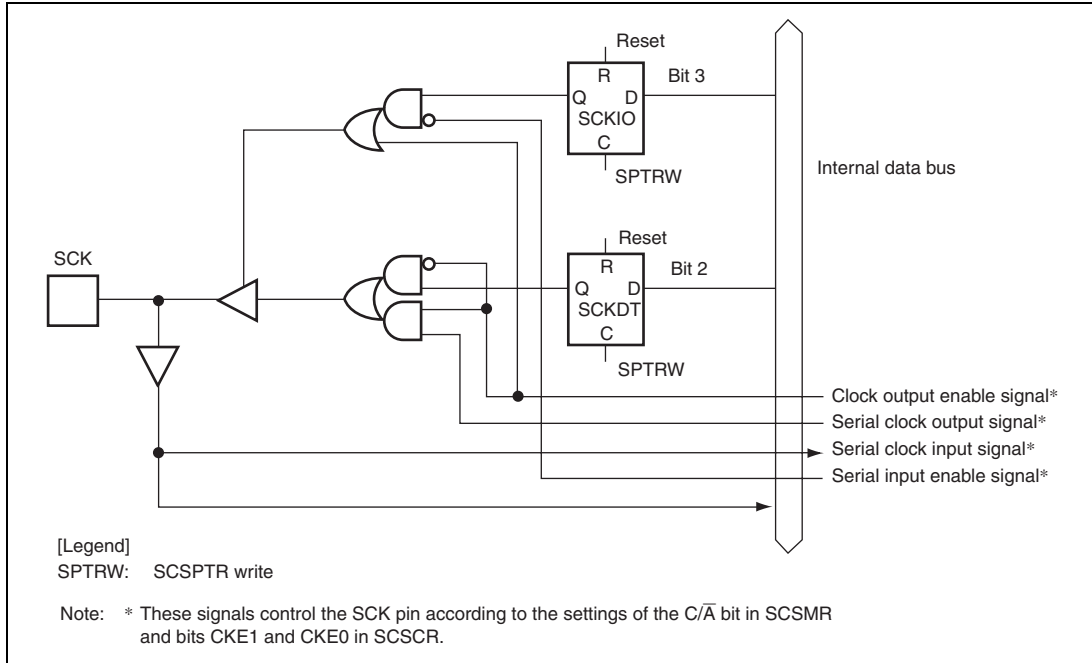 Reset
R
Bit 3
Q
D
SCKIO
C
SPTRW
Internal data bus
Reset
SCK
R
Bit 2
Q
D
SCKDT
C
SPTRW
Clock output enable signal*
Serial clock output signal*
Serial clock input signal*
Serial input enable signal*
[Legend]
SPTRW: SCSPTR write
Note: * These signals control the SCK pin according to the settings of the C/A̅ bit in SCSMR
and bits CKE1 and CKE0 in SCSCR.